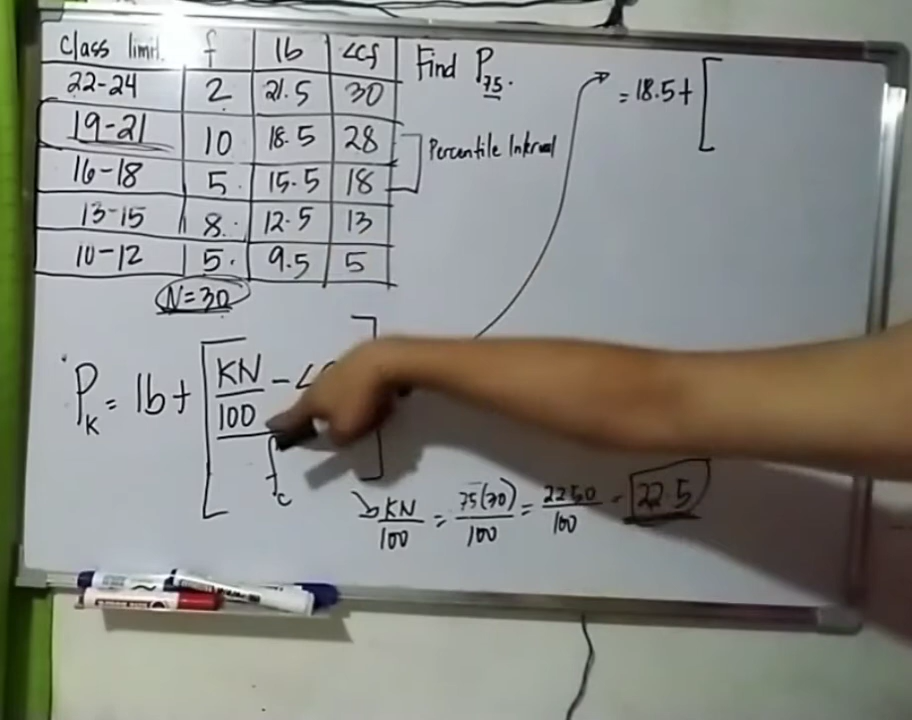 Class limit f lb <cf
22-24 2 21.5 30
19-21 10 18.5 28
16-18 5 15.5 18
13-15 8 12.5 13
10-12 5 9.5 5
N=30
Find P75.
Percentile Interval
= 18.5+ [
PK = lb + [ KN/100 - < / fc ]
KN/100 = 75(30)/100 = 2250/100 = 22.5